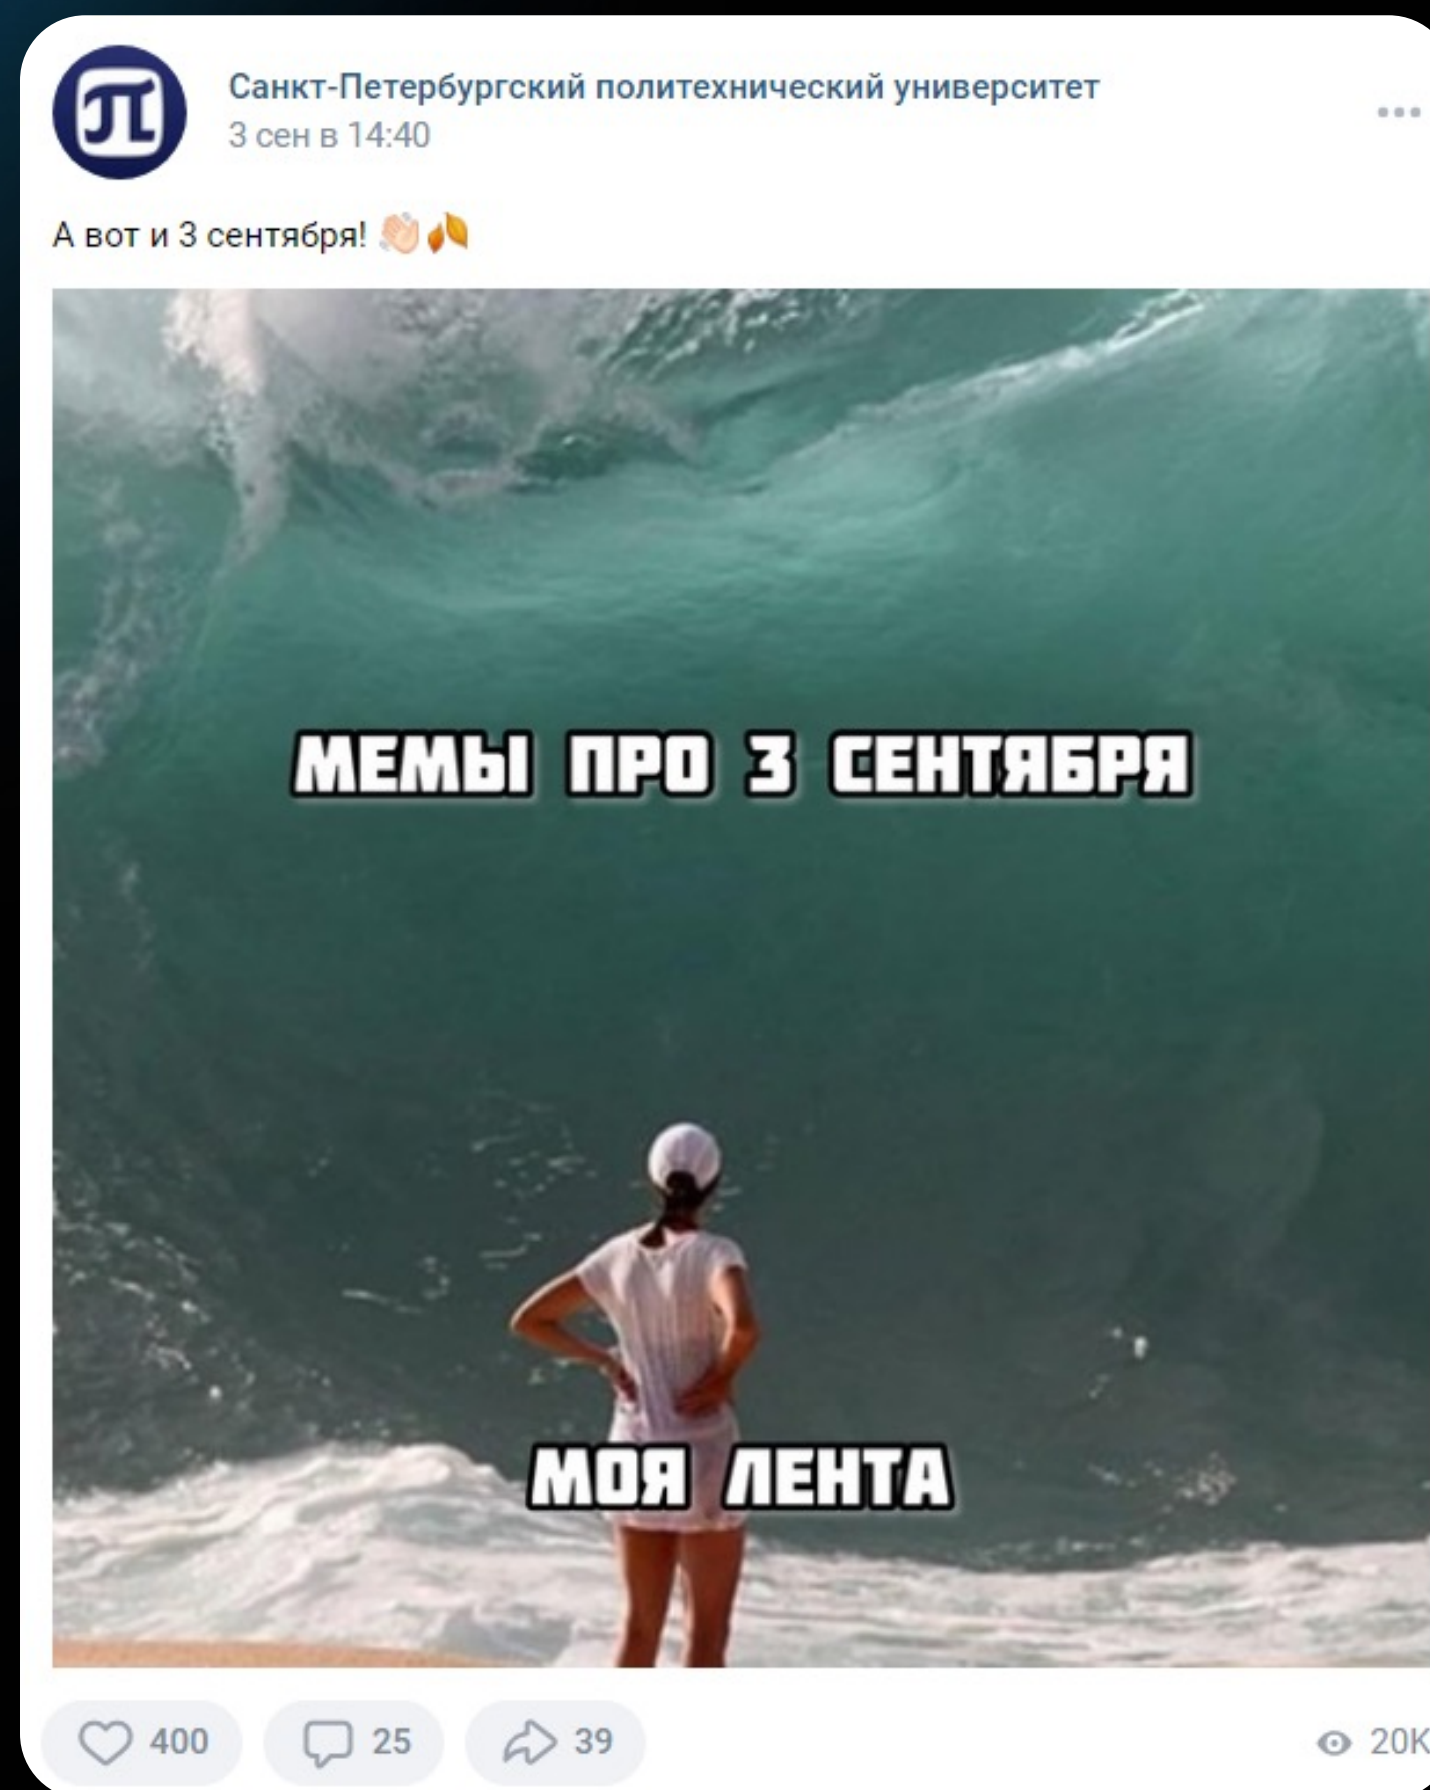 Санкт-Петербургский политехнический университет
3 сен в 14:40
А вот и 3 сентября! 👏🏻🍂
МЕМЫ ПРО 3 СЕНТЯБРЯ
МОЯ ЛЕНТА
400 25 39 20K